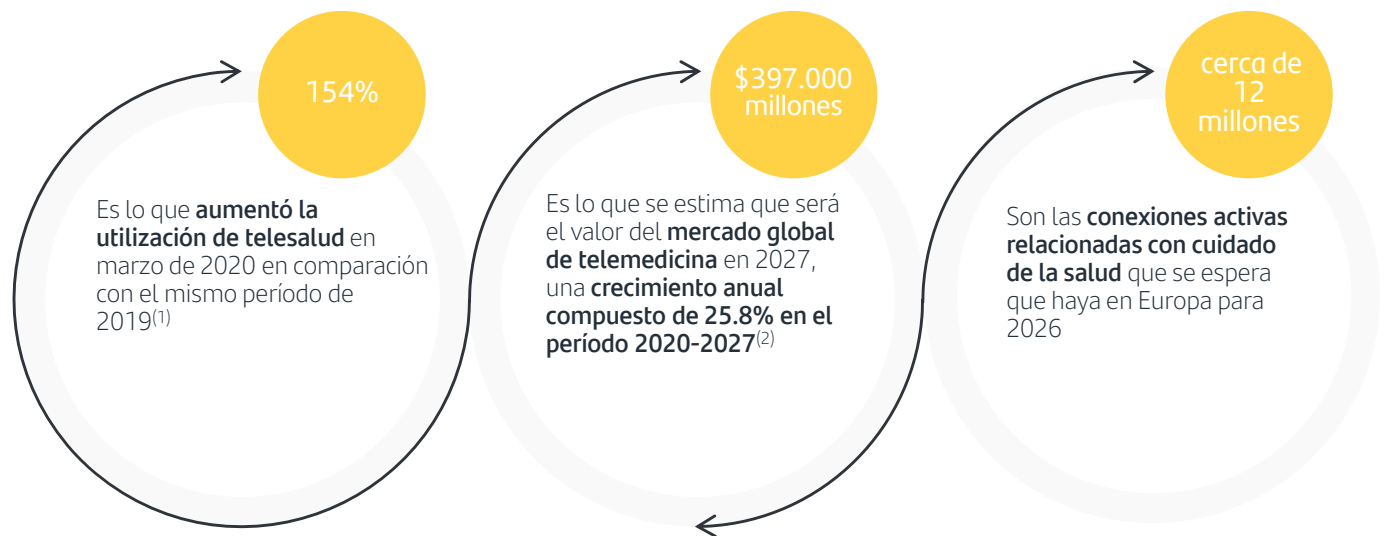 154%
Es lo que aumentó la
utilización de telesalud en
marzo de 2020 en comparación
con el mismo período de
2019(1)
$397.000
millones
Es lo que se estima que será
el valor del mercado global
de telemedicina en 2027,
una crecimiento anual
compuesto de 25.8% en el
período 2020-2027(2)
cerca de
12
millones
Son las conexiones activas
relacionadas con cuidado
de la salud que se espera
que haya en Europa para
2026